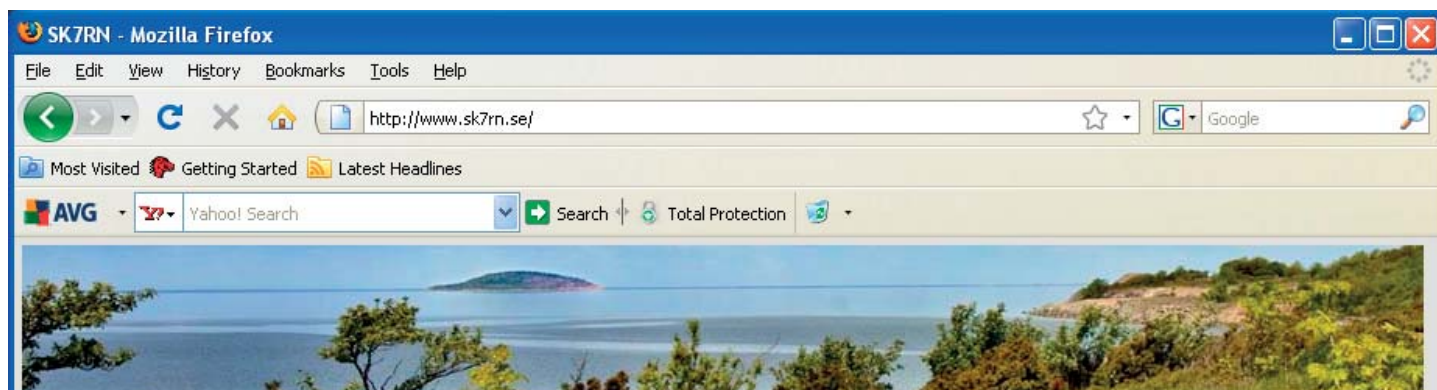 SK7RN - Mozilla Firefox
File Edit View History Bookmarks Tools Help
http://www.sk7rn.se/ G Google
Most Visited Getting Started Latest Headlines
AVG Y? Yahoo! Search Search Total Protection